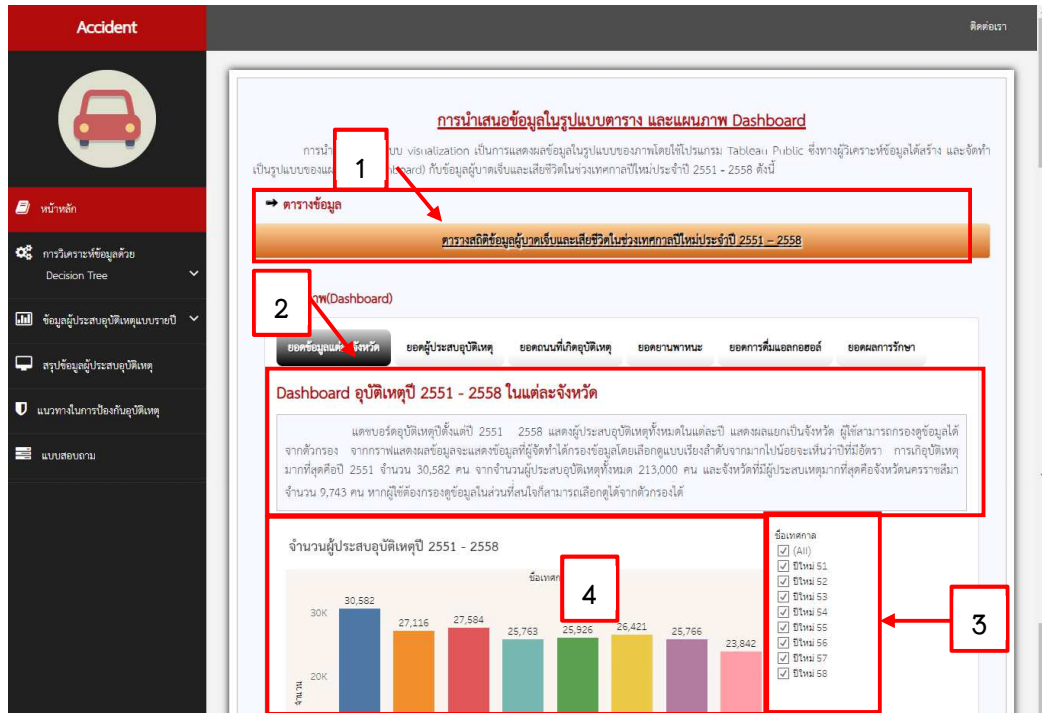 Accident
ติดต่อเรา
หน้าหลัก
การวิเคราะห์ข้อมูลด้วย
Decision Tree
ข้อมูลผู้ประสบอุบัติเหตุแบบรายปี
สรุปข้อมูลผู้ประสบอุบัติเหตุ
แนวทางในการป้องกันอุบัติเหตุ
แบบสอบถาม
การนำเสนอข้อมูลในรูปแบบตาราง และแผนภาพ Dashboard
visualization เป็นการแสดงผลข้อมูลในรูปแบบของภาพโดยใช้โปรแกรม Tableau Public ซึ่งทางผู้วิเคราะห์ข้อมูลได้สร้าง และจัดทำ
เป็นรูปแบบของ กับข้อมูลผู้บาดเจ็บและเสียชีวิตในช่วงเทศกาลปีใหม่ประจำปี 2551 - 2558 ดังนี้
1
➡ ตารางข้อมูล
ตารางสถิติข้อมูลผู้บาดเจ็บและเสียชีวิตในช่วงเทศกาลปีใหม่ประจำปี 2551 – 2558
2
(Dashboard)
ยอดข้อมูล จังหวัด ยอดผู้ประสบอุบัติเหตุ ยอดถนนที่เกิดอุบัติเหตุ ยอดยานพาหนะ ยอดการดื่มแอลกอฮอล์ ยอดผลการรักษา
Dashboard อุบัติเหตุปี 2551 - 2558 ในแต่ละจังหวัด
แดชบอร์ดอุบัติเหตุปีตั้งแต่ปี 2551 2558 แสดงผู้ประสบอุบัติเหตุทั้งหมดในแต่ละปี แสดงผลแยกเป็นจังหวัด ผู้ใช้สามารถกรองดูข้อมูลได้
จากตัวกรอง จากกราฟแสดงผลข้อมูลจะแสดงข้อมูลที่ผู้จัดทำได้กรองข้อมูลโดยเลือกดูแบบเรียงลำดับจากมากไปน้อยจะเห็นว่าปีที่มีอัตรา การเกิอุบัติเหตุ
มากที่สุดคือปี 2551 จำนวน 30,582 คน จากจำนวนผู้ประสบอุบัติเหตุทั้งหมด 213,000 คน และจังหวัดที่มีผู้ประสบเหตุมากที่สุดคือจังหวัดนครราชสีมา
จำนวน 9,743 คน หากผู้ใช้ต้องกรองดูข้อมูลในส่วนที่สนใจก็สามารถเลือกดูได้จากตัวกรองได้
จำนวนผู้ประสบอุบัติเหตุปี 2551 - 2558
4
30,582
27,116
27,584
25,763
25,926
26,421
25,766
23,842
30K
20K
จำนวน
ชื่อเทศกาล
(All)
ปีใหม่ 51
ปีใหม่ 52
ปีใหม่ 53
ปีใหม่ 54
ปีใหม่ 55
ปีใหม่ 56
ปีใหม่ 57
ปีใหม่ 58
3